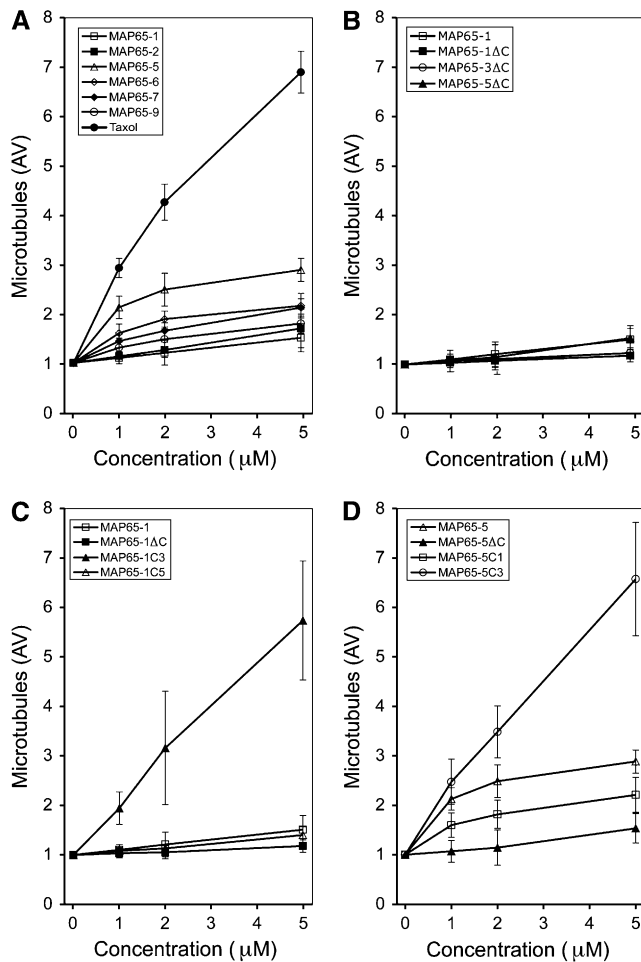 A
MAP65-1
MAP65-2
MAP65-5
MAP65-6
MAP65-7
MAP65-9
Taxol
Microtubules (AV)
8
7
6
5
4
3
2
1
0
0 1 2 3 4 5
Concentration ( μM)
B
MAP65-1
MAP65-1ΔC
MAP65-3ΔC
MAP65-5ΔC
Microtubules (AV)
8
7
6
5
4
3
2
1
0
0 1 2 3 4 5
Concentration ( μM)
C
MAP65-1
MAP65-1ΔC
MAP65-1C3
MAP65-1C5
Microtubules (AV)
8
7
6
5
4
3
2
1
0
0 1 2 3 4 5
Concentration ( μM)
D
MAP65-5
MAP65-5ΔC
MAP65-5C1
MAP65-5C3
Microtubules (AV)
8
7
6
5
4
3
2
1
0
0 1 2 3 4 5
Concentration ( μM)